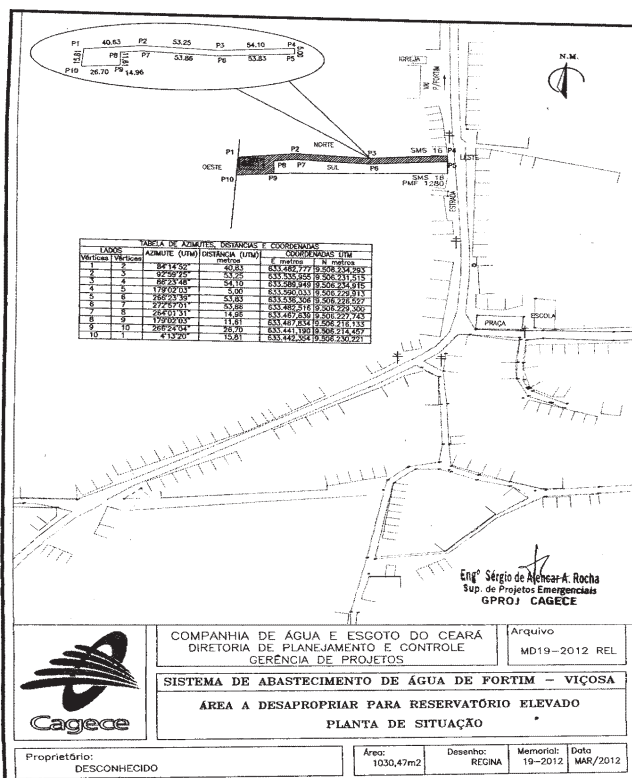 P1 40.63 P2 53.25 P3 54.10 P4
15.81 P8 11.61 P7 53.86 P6 53.83 P5 5.00
P10 26.70 P9 14.96
N.M.
IGREJA
P/FORTIM
NORTE
P1 P2 P3 SMS 16 P4
OESTE P8 P7 SUL P6 P5 LESTE
P10 P9 SMS 16
PMF 1280
ESTRADA
TABELA DE AZIMUTES, DISTÂNCIAS E COORDENADAS
LADOS AZIMUTE (UTM) DISTÂNCIA (UTM) COORDENADAS UTM
Vértices Vértices metros E metros N metros
1 2 84°14'52" 40,83 633.482,777 9.506.234,293
2 3 92°59'25" 53,25 633.535,955 9.506.231,515
3 4 86°23'48" 54,10 633.589,949 9.506.234,915
4 5 179°02'03" 5,00 633.590,033 9.506.229,913
5 6 266°23'39" 53,83 633.536,306 9.506.226,527
6 7 272°57'01" 53,86 633.482,516 9.506.229,300
7 8 264°01'31" 14,96 633.467,639 9.506.227,743
8 9 179°02'03" 11,61 633.467,834 9.506.216,133
9 10 266°24'04" 26,70 633.441,190 9.506.214,457
10 1 4°13'20" 15,81 633.442,354 9.506.230,221
PRAÇA
ESCOLA
Engº Sérgio de Alencar A. Rocha
Sup. de Projetos Emergenciais
GPROJ CAGECE
Cagece
COMPANHIA DE ÁGUA E ESGOTO DO CEARÁ
DIRETORIA DE PLANEJAMENTO E CONTROLE
GERÊNCIA DE PROJETOS
Arquivo
MD19-2012 REL
SISTEMA DE ABASTECIMENTO DE ÁGUA DE FORTIM – VIÇOSA
ÁREA A DESAPROPRIAR PARA RESERVATÓRIO ELEVADO
PLANTA DE SITUAÇÃO
Proprietário:
DESCONHECIDO
Área:
1030,47m2
Desenho:
REGINA
Memorial:
19-2012
Data
MAR/2012